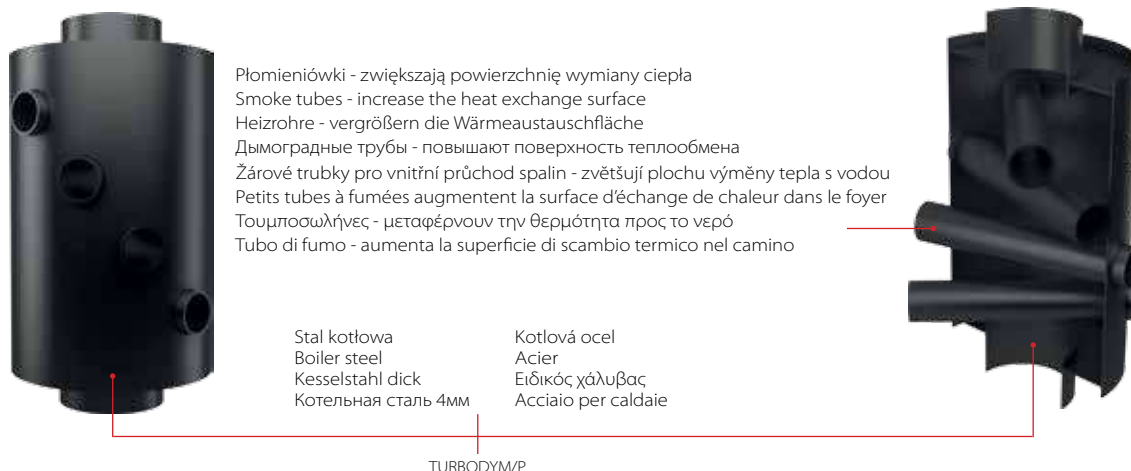 Płomieniówki - zwiększają powierzchnię wymiany ciepła
Smoke tubes - increase the heat exchange surface
Heizrohre - vergrößern die Wärmeaustauschfläche
Дымоградные трубы - повышают поверхность теплообмена
Žárové trubky pro vnitřní průchod spalin - zvětšují plochu výměny tepla s vodou
Petits tubes à fumées augmentent la surface d’échange de chaleur dans le foyer
Τουμποσωλήνες - μεταφέρνουν την θερμότητα προς το νερό
Tubo di fumo - aumenta la superficie di scambio termico nel camino
Stal kotłowa
Boiler steel
Kesselstahl dick
Котельная сталь 4мм
Kotlová ocel
Acier
Ειδικός χάλυβας
Acciaio per caldaie
TURBODYM/P